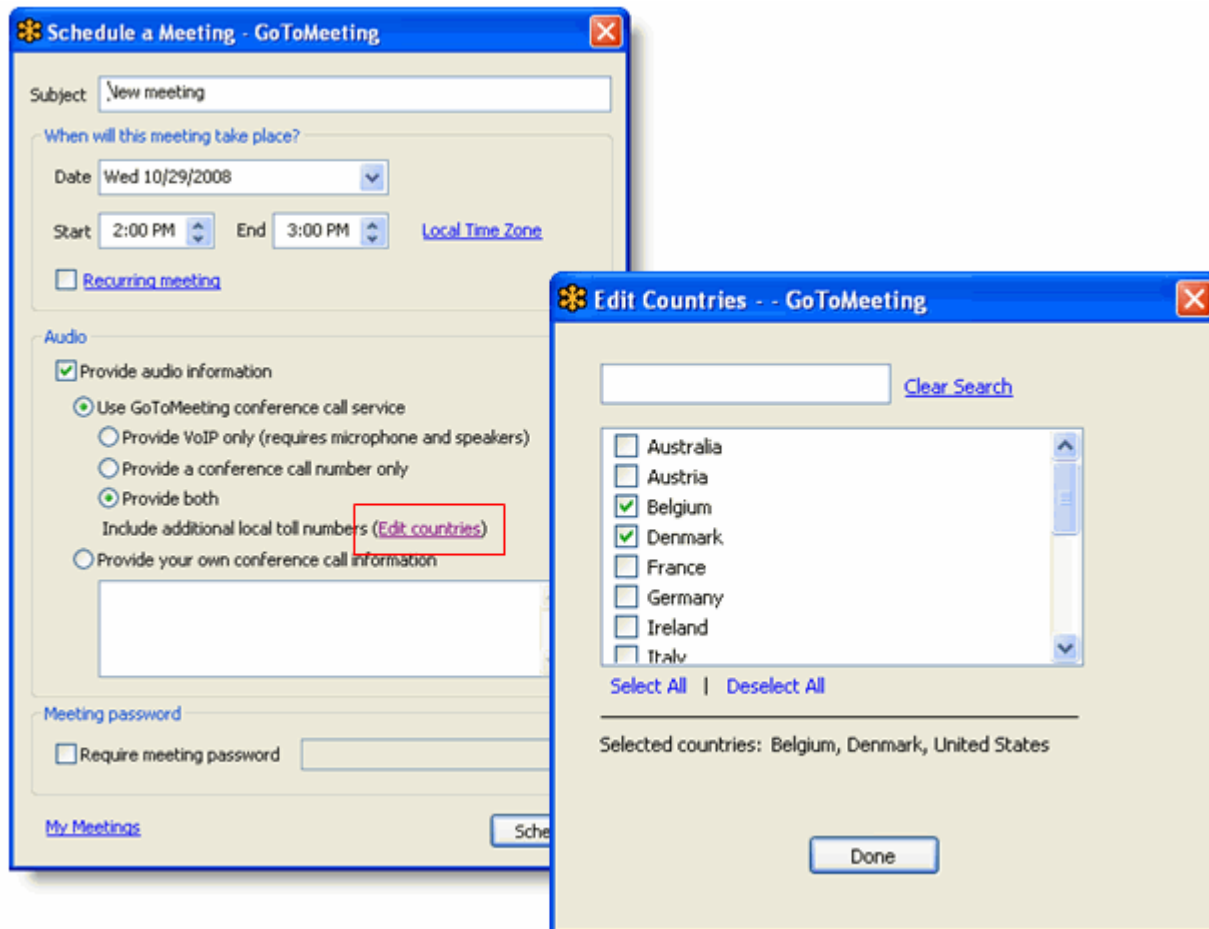 Schedule a Meeting - GoToMeeting
Subject New meeting
When will this meeting take place?
Date Wed 10/29/2008
Start 2:00 PM End 3:00 PM Local Time Zone
Recurring meeting
Audio
Provide audio information
Use GoToMeeting conference call service
Provide VoIP only (requires microphone and speakers)
Provide a conference call number only
Provide both
Include additional local toll numbers (Edit countries)
Provide your own conference call information
Meeting password
Require meeting password
My Meetings
Sche
Edit Countries - - GoToMeeting
Clear Search
Australia
Austria
Belgium
Denmark
France
Germany
Ireland
Italy
Select All | Deselect All
Selected countries: Belgium, Denmark, United States
Done